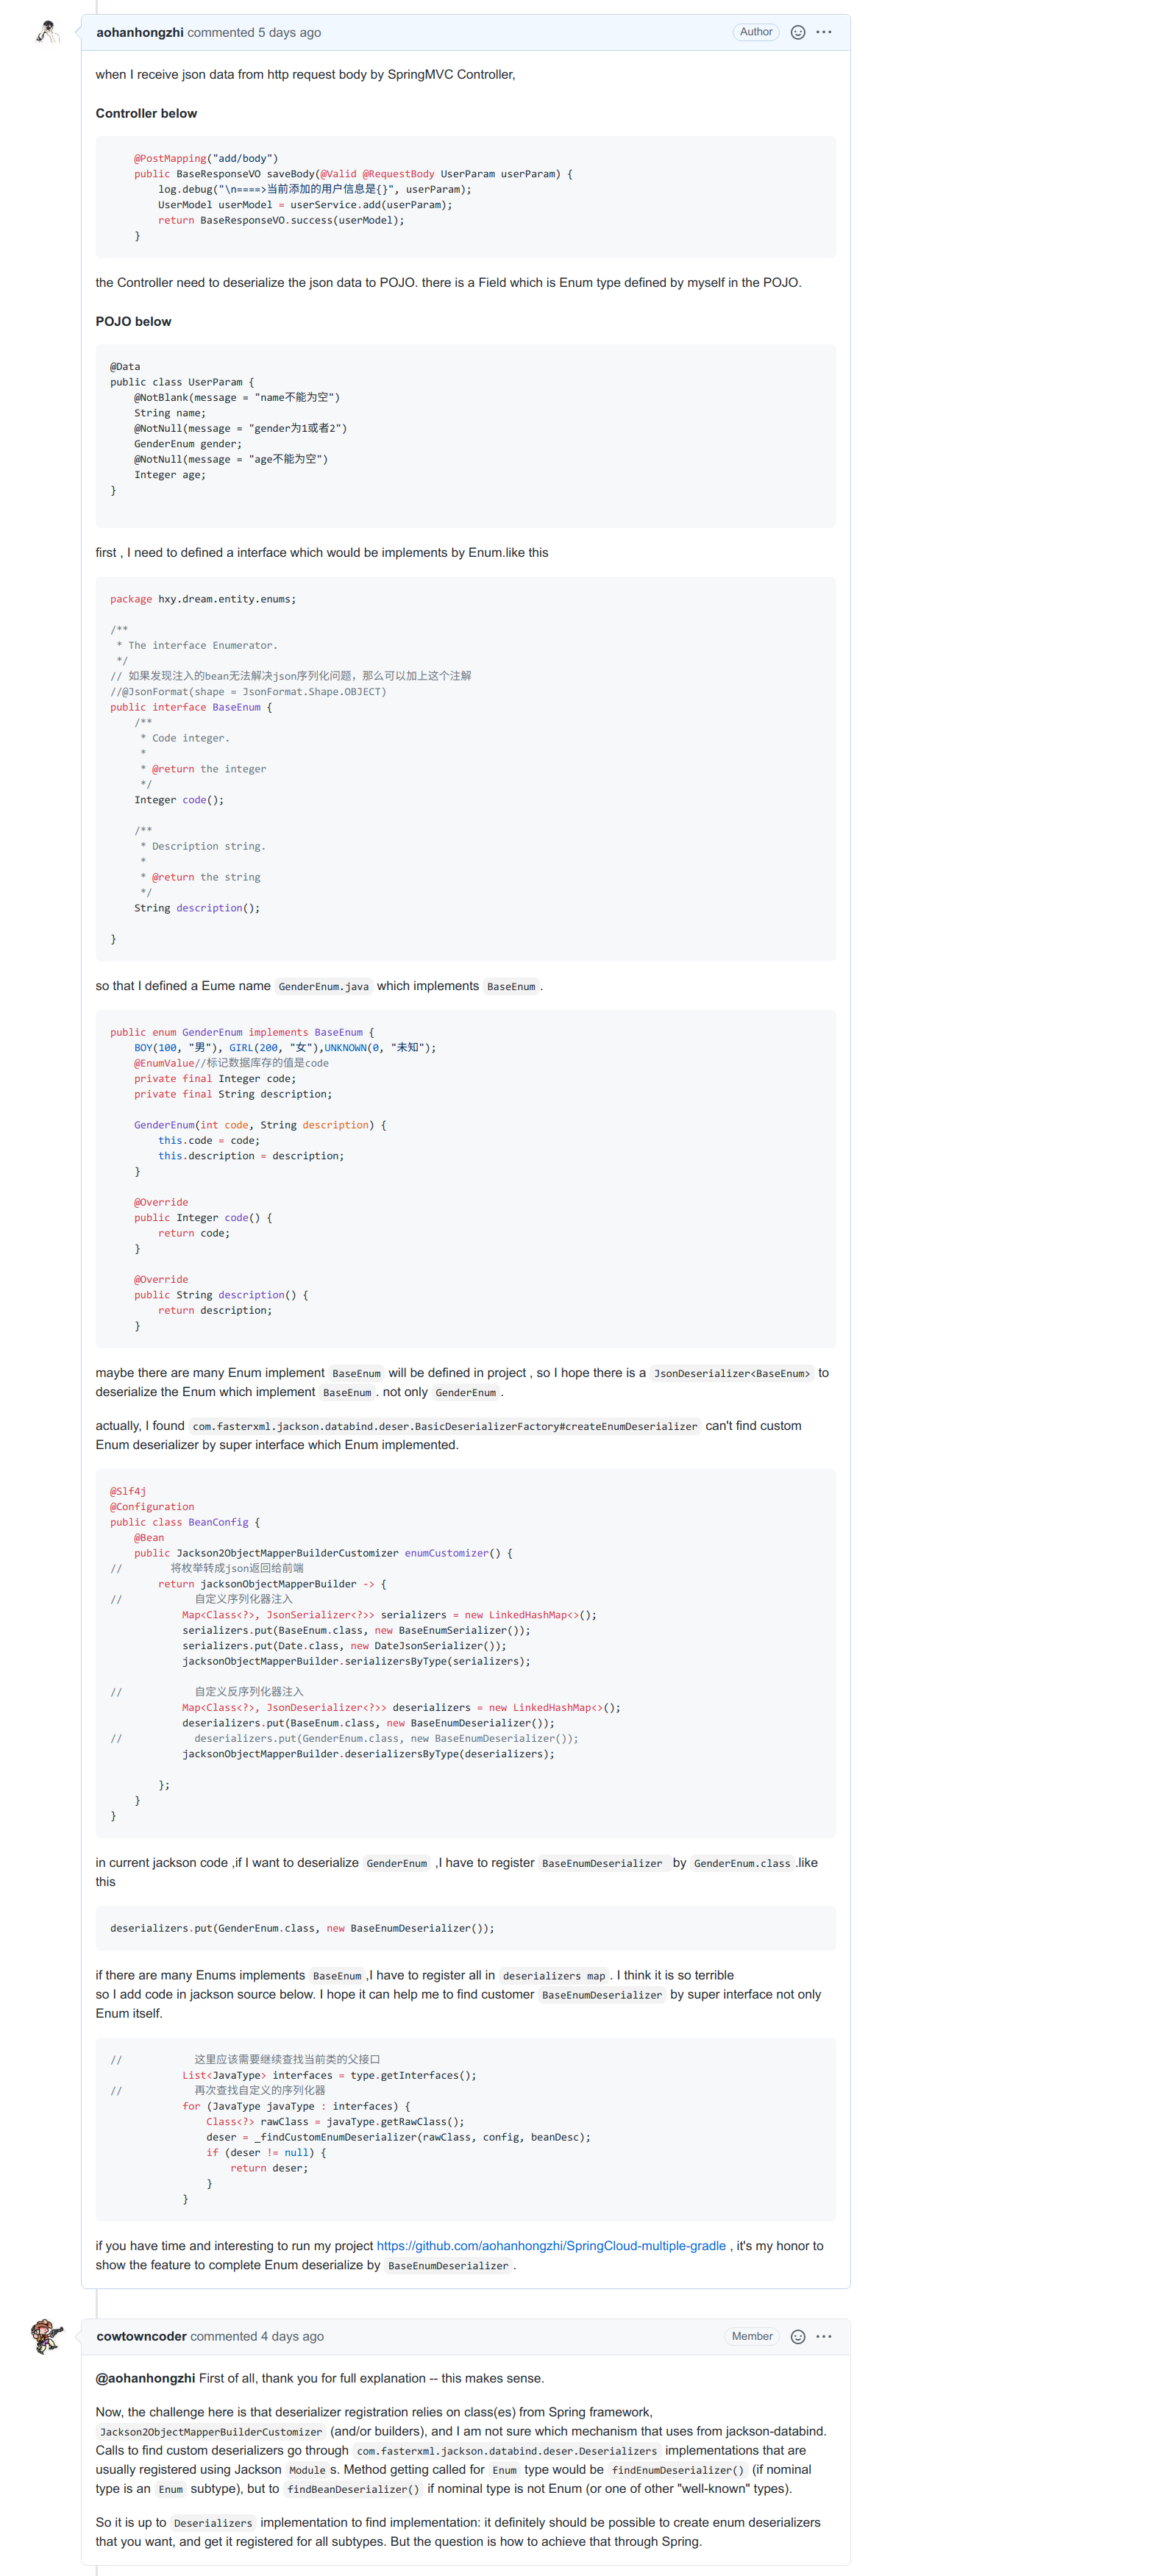 aohanhongzhi commented 5 days ago
Author
when I receive json data from http request body by SpringMVC Controller,
Controller below
@PostMapping("add/body")
public BaseResponseVO saveBody(@Valid @RequestBody UserParam userParam) {
log.debug("\n====>当前添加的用户信息是{}", userParam);
UserModel userModel = userService.add(userParam);
return BaseResponseVO.success(userModel);
}
the Controller need to deserialize the json data to POJO. there is a Field which is Enum type defined by myself in the POJO.
POJO below
@Data
public class UserParam {
@NotBlank(message = "name不能为空")
String name;
@NotNull(message = "gender为1或者2")
GenderEnum gender;
@NotNull(message = "age不能为空")
Integer age;
}
first , I need to defined a interface which would be implements by Enum.like this
package hxy.dream.entity.enums;
/**
* The interface Enumerator.
*/
// 如果发现注入的bean无法解决json序列化问题，那么可以加上这个注解
//@JsonFormat(shape = JsonFormat.Shape.OBJECT)
public interface BaseEnum {
/**
* Code integer.
*
* @return the integer
*/
Integer code();
/**
* Description string.
*
* @return the string
*/
String description();
}
so that I defined a Eume name GenderEnum.java which implements BaseEnum .
public enum GenderEnum implements BaseEnum {
BOY(100, "男"), GIRL(200, "女"),UNKNOWN(0, "未知");
@EnumValue//标记数据库存的值是code
private final Integer code;
private final String description;
GenderEnum(int code, String description) {
this.code = code;
this.description = description;
}
@Override
public Integer code() {
return code;
}
@Override
public String description() {
return description;
}
maybe there are many Enum implement BaseEnum will be defined in project , so I hope there is a JsonDeserializer<BaseEnum> to
deserialize the Enum which implement BaseEnum . not only GenderEnum .
actually, I found com.fasterxml.jackson.databind.deser.BasicDeserializerFactory#createEnumDeserializer can't find custom
Enum deserializer by super interface which Enum implemented.
@Slf4j
@Configuration
public class BeanConfig {
@Bean
public Jackson2ObjectMapperBuilderCustomizer enumCustomizer() {
// 将枚举转成json返回给前端
return jacksonObjectMapperBuilder -> {
// 自定义序列化器注入
Map<Class<?>, JsonSerializer<?>> serializers = new LinkedHashMap<>();
serializers.put(BaseEnum.class, new BaseEnumSerializer());
serializers.put(Date.class, new DateJsonSerializer());
jacksonObjectMapperBuilder.serializersByType(serializers);
// 自定义反序列化器注入
Map<Class<?>, JsonDeserializer<?>> deserializers = new LinkedHashMap<>();
deserializers.put(BaseEnum.class, new BaseEnumDeserializer());
// deserializers.put(GenderEnum.class, new BaseEnumDeserializer());
jacksonObjectMapperBuilder.deserializersByType(deserializers);
};
}
}
in current jackson code ,if I want to deserialize GenderEnum ,I have to register BaseEnumDeserializer by GenderEnum.class .like
this
deserializers.put(GenderEnum.class, new BaseEnumDeserializer());
if there are many Enums implements BaseEnum ,I have to register all in deserializers map . I think it is so terrible
so I add code in jackson source below. I hope it can help me to find customer BaseEnumDeserializer by super interface not only
Enum itself.
// 这里应该需要继续查找当前类的父接口
List<JavaType> interfaces = type.getInterfaces();
// 再次查找自定义的序列化器
for (JavaType javaType : interfaces) {
Class<?> rawClass = javaType.getRawClass();
deser = _findCustomEnumDeserializer(rawClass, config, beanDesc);
if (deser != null) {
return deser;
}
}
if you have time and interesting to run my project https://github.com/aohanhongzhi/SpringCloud-multiple-gradle , it's my honor to
show the feature to complete Enum deserialize by BaseEnumDeserializer .
cowtowncoder commented 4 days ago
Member
@aohanhongzhi First of all, thank you for full explanation -- this makes sense.
Now, the challenge here is that deserializer registration relies on class(es) from Spring framework,
Jackson2ObjectMapperBuilderCustomizer (and/or builders), and I am not sure which mechanism that uses from jackson-databind.
Calls to find custom deserializers go through com.fasterxml.jackson.databind.deser.Deserializers implementations that are
usually registered using Jackson Module s. Method getting called for Enum type would be findEnumDeserializer() (if nominal
type is an Enum subtype), but to findBeanDeserializer() if nominal type is not Enum (or one of other "well-known" types).
So it is up to Deserializers implementation to find implementation: it definitely should be possible to create enum deserializers
that you want, and get it registered for all subtypes. But the question is how to achieve that through Spring.